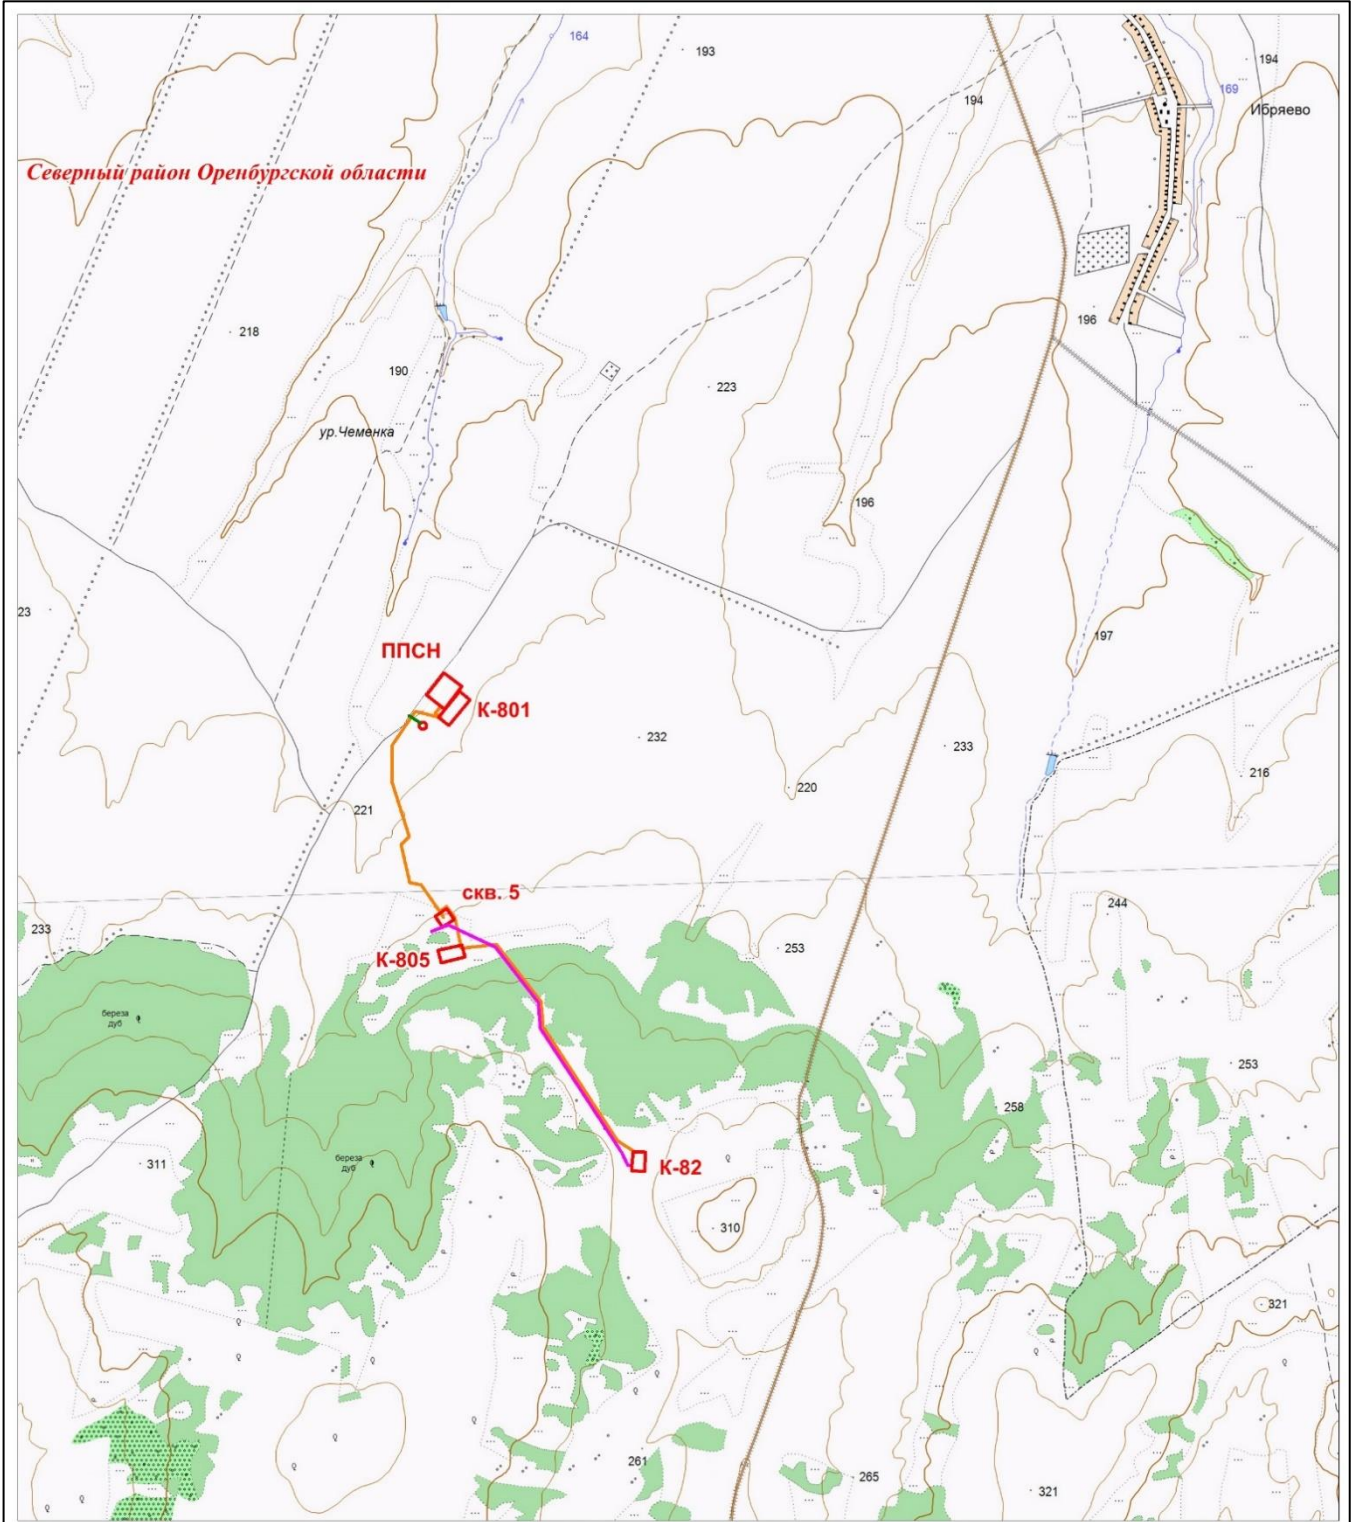 164
193
194
194
169
Ибряево
Северный район Оренбургской области
218
196
190
223
ур.Чеменка
196
23
197
ППСН
К-801
232
233
216
220
221
скв. 5
244
233
253
К-805
береза
дуб
253
258
береза
дуб
311
К-82
310
321
261
265
321